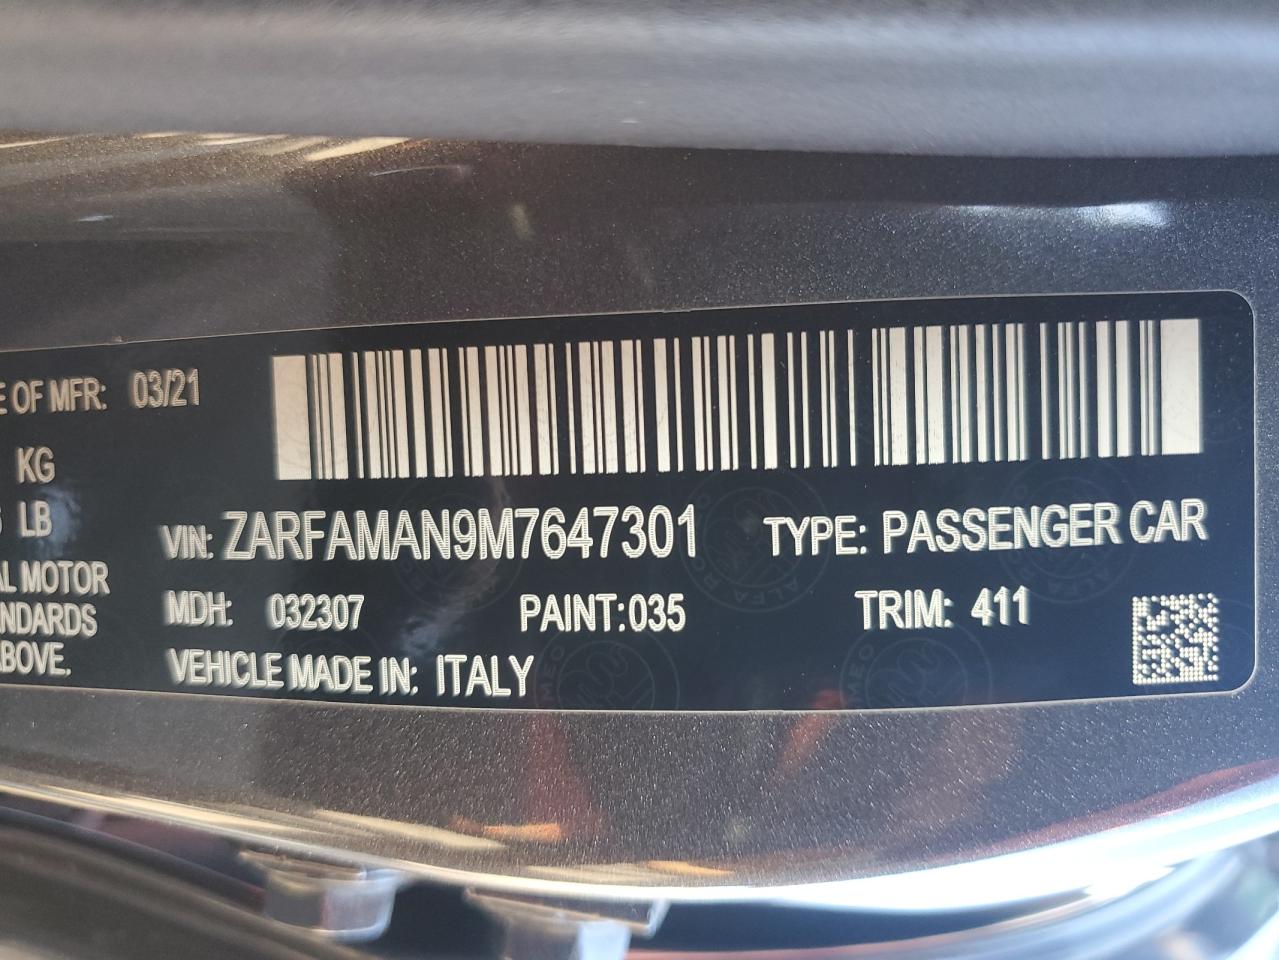 E OF MFR: 03/21
KG
LB
VIN: ZARFAMAN9M7647301 TYPE: PASSENGER CAR
AL MOTOR
MDH: 032307 PAINT:035 TRIM: 411
NDARDS
BOVE.
VEHICLE MADE IN: ITALY